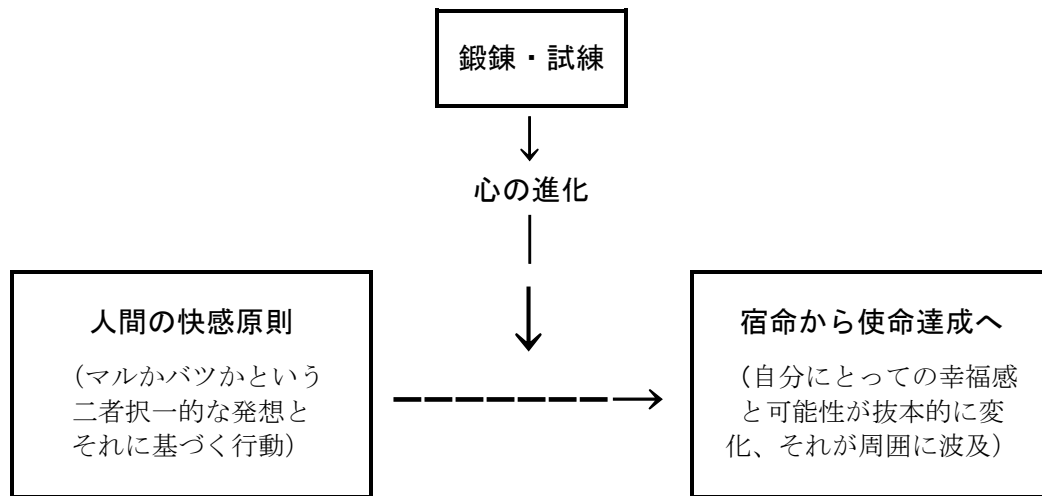 鍛錬・試練
心の進化
人間の快感原則
（マルかバツかという
二者択一的な発想と
それに基づく行動）
宿命から使命達成へ
（自分にとっての幸福感
と可能性が抜本的に変
化、それが周囲に波及）